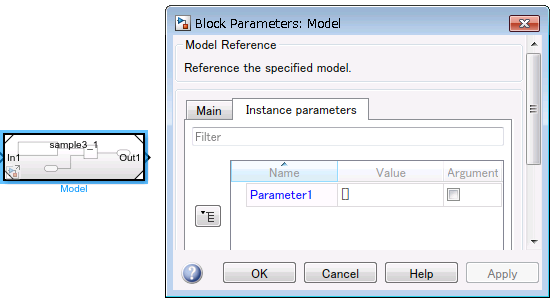 sample3_1
In1
Out1
Model
Block Parameters: Model
Model Reference
Reference the specified model.
Main
Instance parameters
Filter
Name
Value
Argument
Parameter1
[]
OK
Cancel
Help
Apply